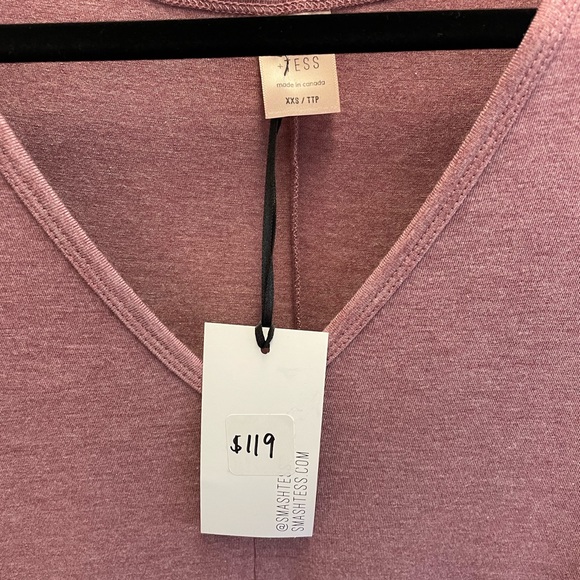 +TESS
made in canada
XXS / TTP
$119
@SMASHTESS
SMASHTESS.COM